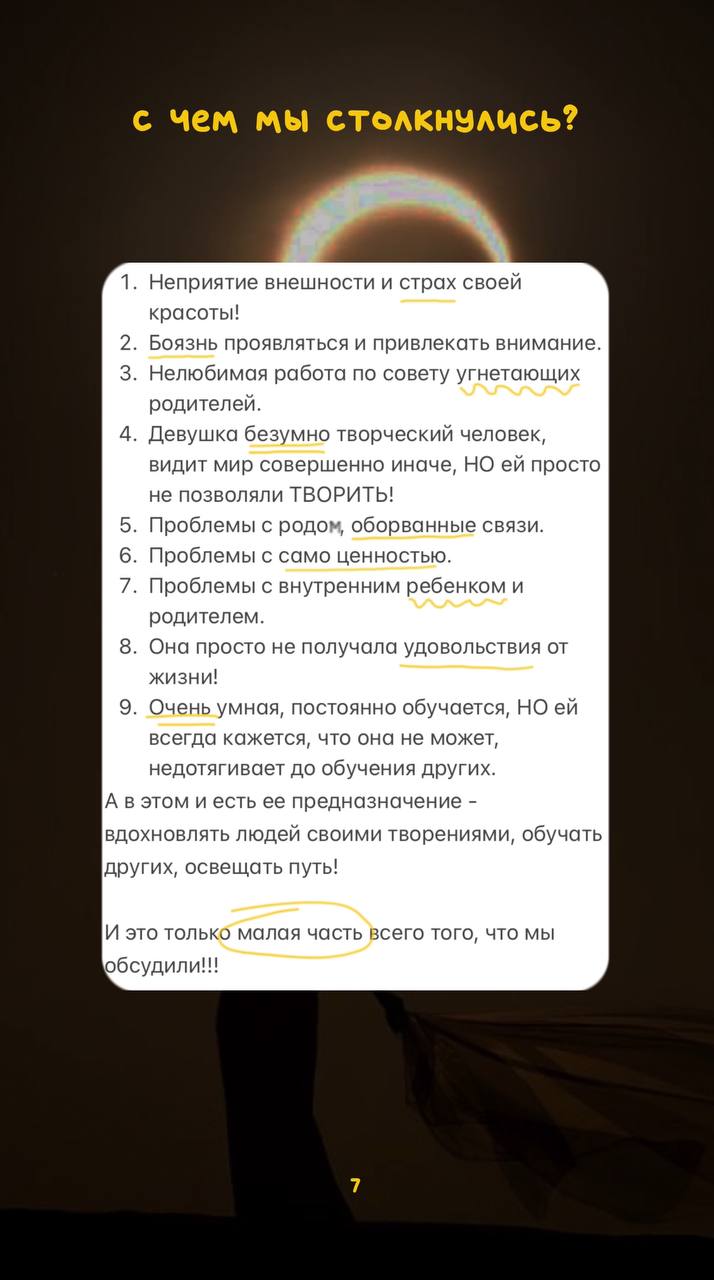 с чем мы столкнулись?
1. Неприятие внешности и страх своей
красоты!
2. Боязнь проявляться и привлекать внимание.
3. Нелюбимая работа по совету угнетающих
родителей.
4. Девушка безумно творческий человек,
видит мир совершенно иначе, НО ей просто
не позволяли ТВОРИТЬ!
5. Проблемы с родом, оборванные связи.
6. Проблемы с само ценностью.
7. Проблемы с внутренним ребенком и
родителем.
8. Она просто не получала удовольствия от
жизни!
9. Очень умная, постоянно обучается, НО ей
всегда кажется, что она не может,
недотягивает до обучения других.
А в этом и есть ее предназначение -
вдохновлять людей своими творениями, обучать
других, освещать путь!
И это только малая часть всего того, что мы
обсудили!!!
7